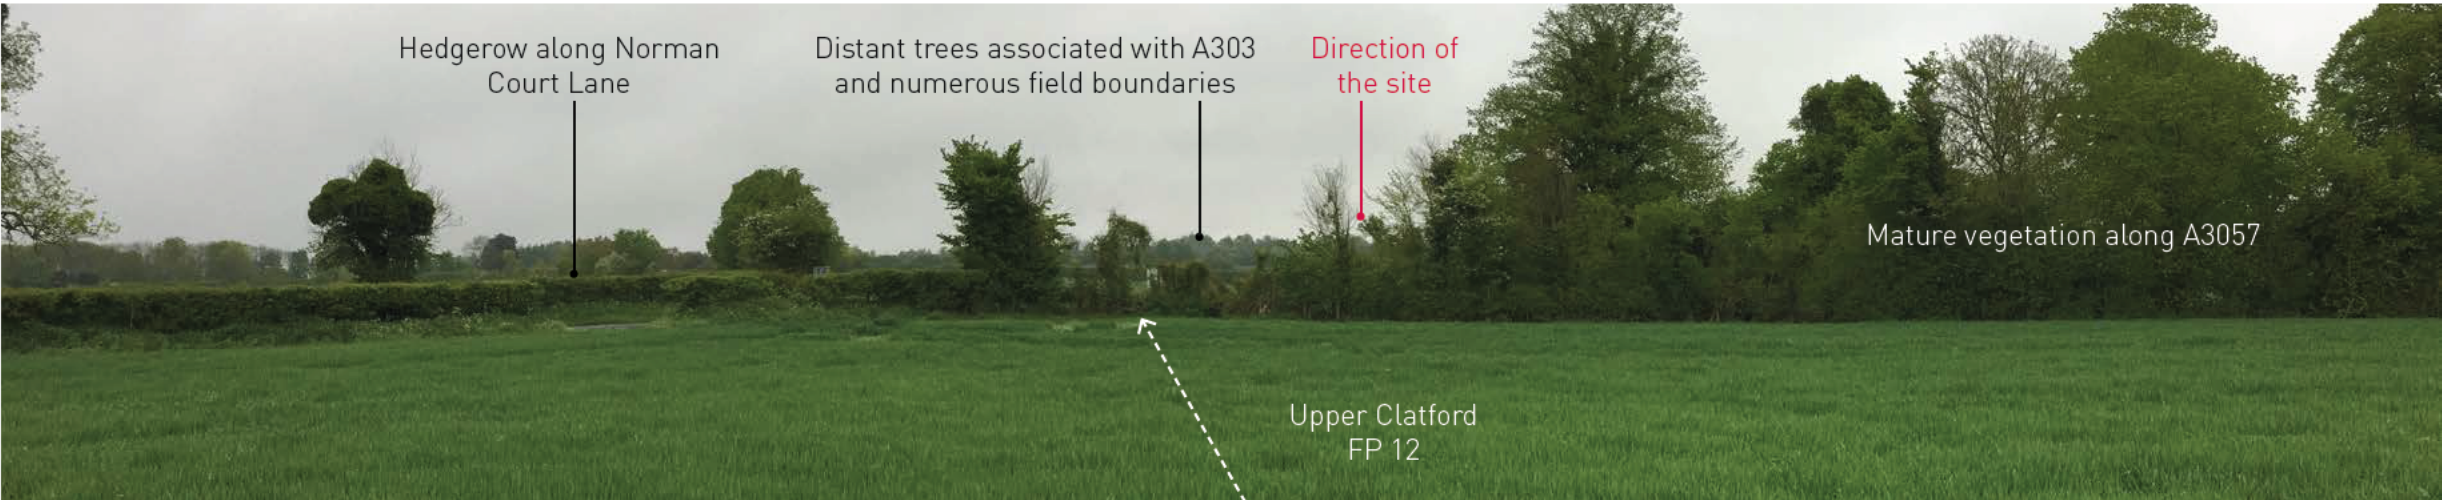 Hedgerow along Norman
Court Lane
Distant trees associated with A303
and numerous field boundaries
Direction of
the site
Mature vegetation along A3057
Upper Clatford
FP 12